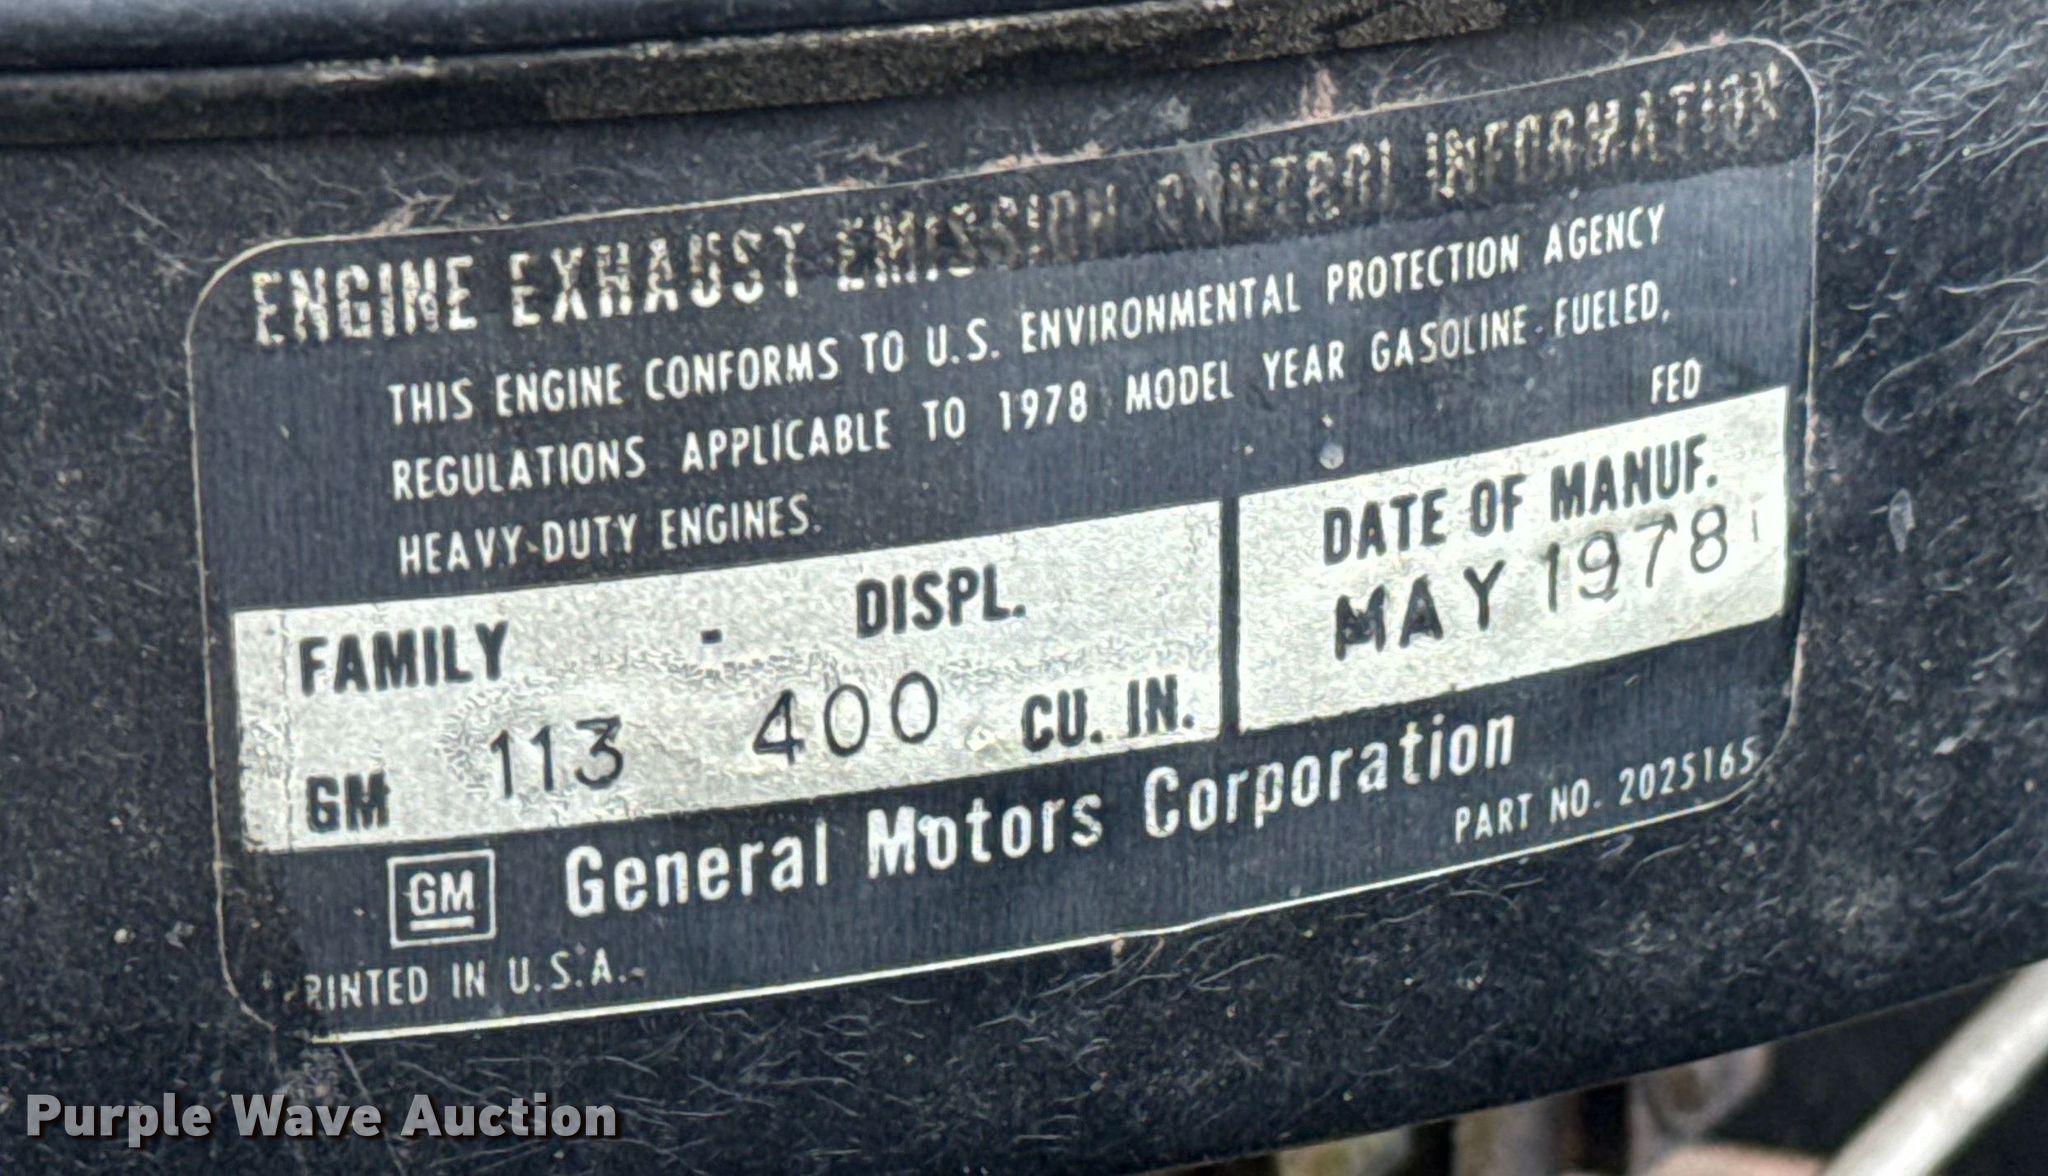 ENGINE EXHAUST EMISSION CONTROL INFORMATION
THIS ENGINE CONFORMS TO U.S. ENVIRONMENTAL PROTECTION AGENCY
REGULATIONS APPLICABLE TO 1978 MODEL YEAR GASOLINE-FUELED,
HEAVY-DUTY ENGINES.
FED
FAMILY - DISPL.
GM 113 400 CU. IN.
DATE OF MANUF.
MAY 1978
GM General Motors Corporation
PART NO. 2025165
PRINTED IN U.S.A.
Purple Wave Auction